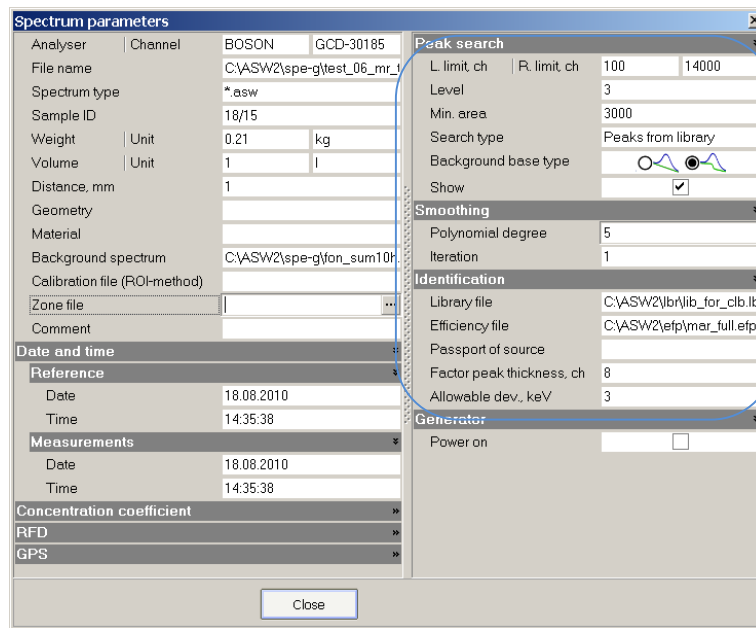 Spectrum parameters
Analyser Channel BOSON GCD-30185
File name C:\ASW2\spe-g\test_06_mr_
Spectrum type *.asw
Sample ID 18/15
Weight Unit 0.21 kg
Volume Unit 1 l
Distance, mm 1
Geometry
Material
Background spectrum C:\ASW2\spe-g\fon_sum10h.
Calibration file (ROI-method)
Zone file ...
Comment
Date and time
Reference
Date 18.08.2010
Time 14:35:38
Measurements
Date 18.08.2010
Time 14:35:38
Concentration coefficient
RFD
GPS
Peak search
L. limit, ch R. limit, ch 100 14000
Level 3
Min. area 3000
Search type Peaks from library
Background base type
Show
Smoothing
Polynomial degree 5
Iteration 1
Identification
Library file C:\ASW2\lbr\lib_for_clb.lb
Efficiency file C:\ASW2\efp\mar_full.efp
Passport of source
Factor peak thickness, ch 8
Allowable dev., keV 3
Generator
Power on
Close